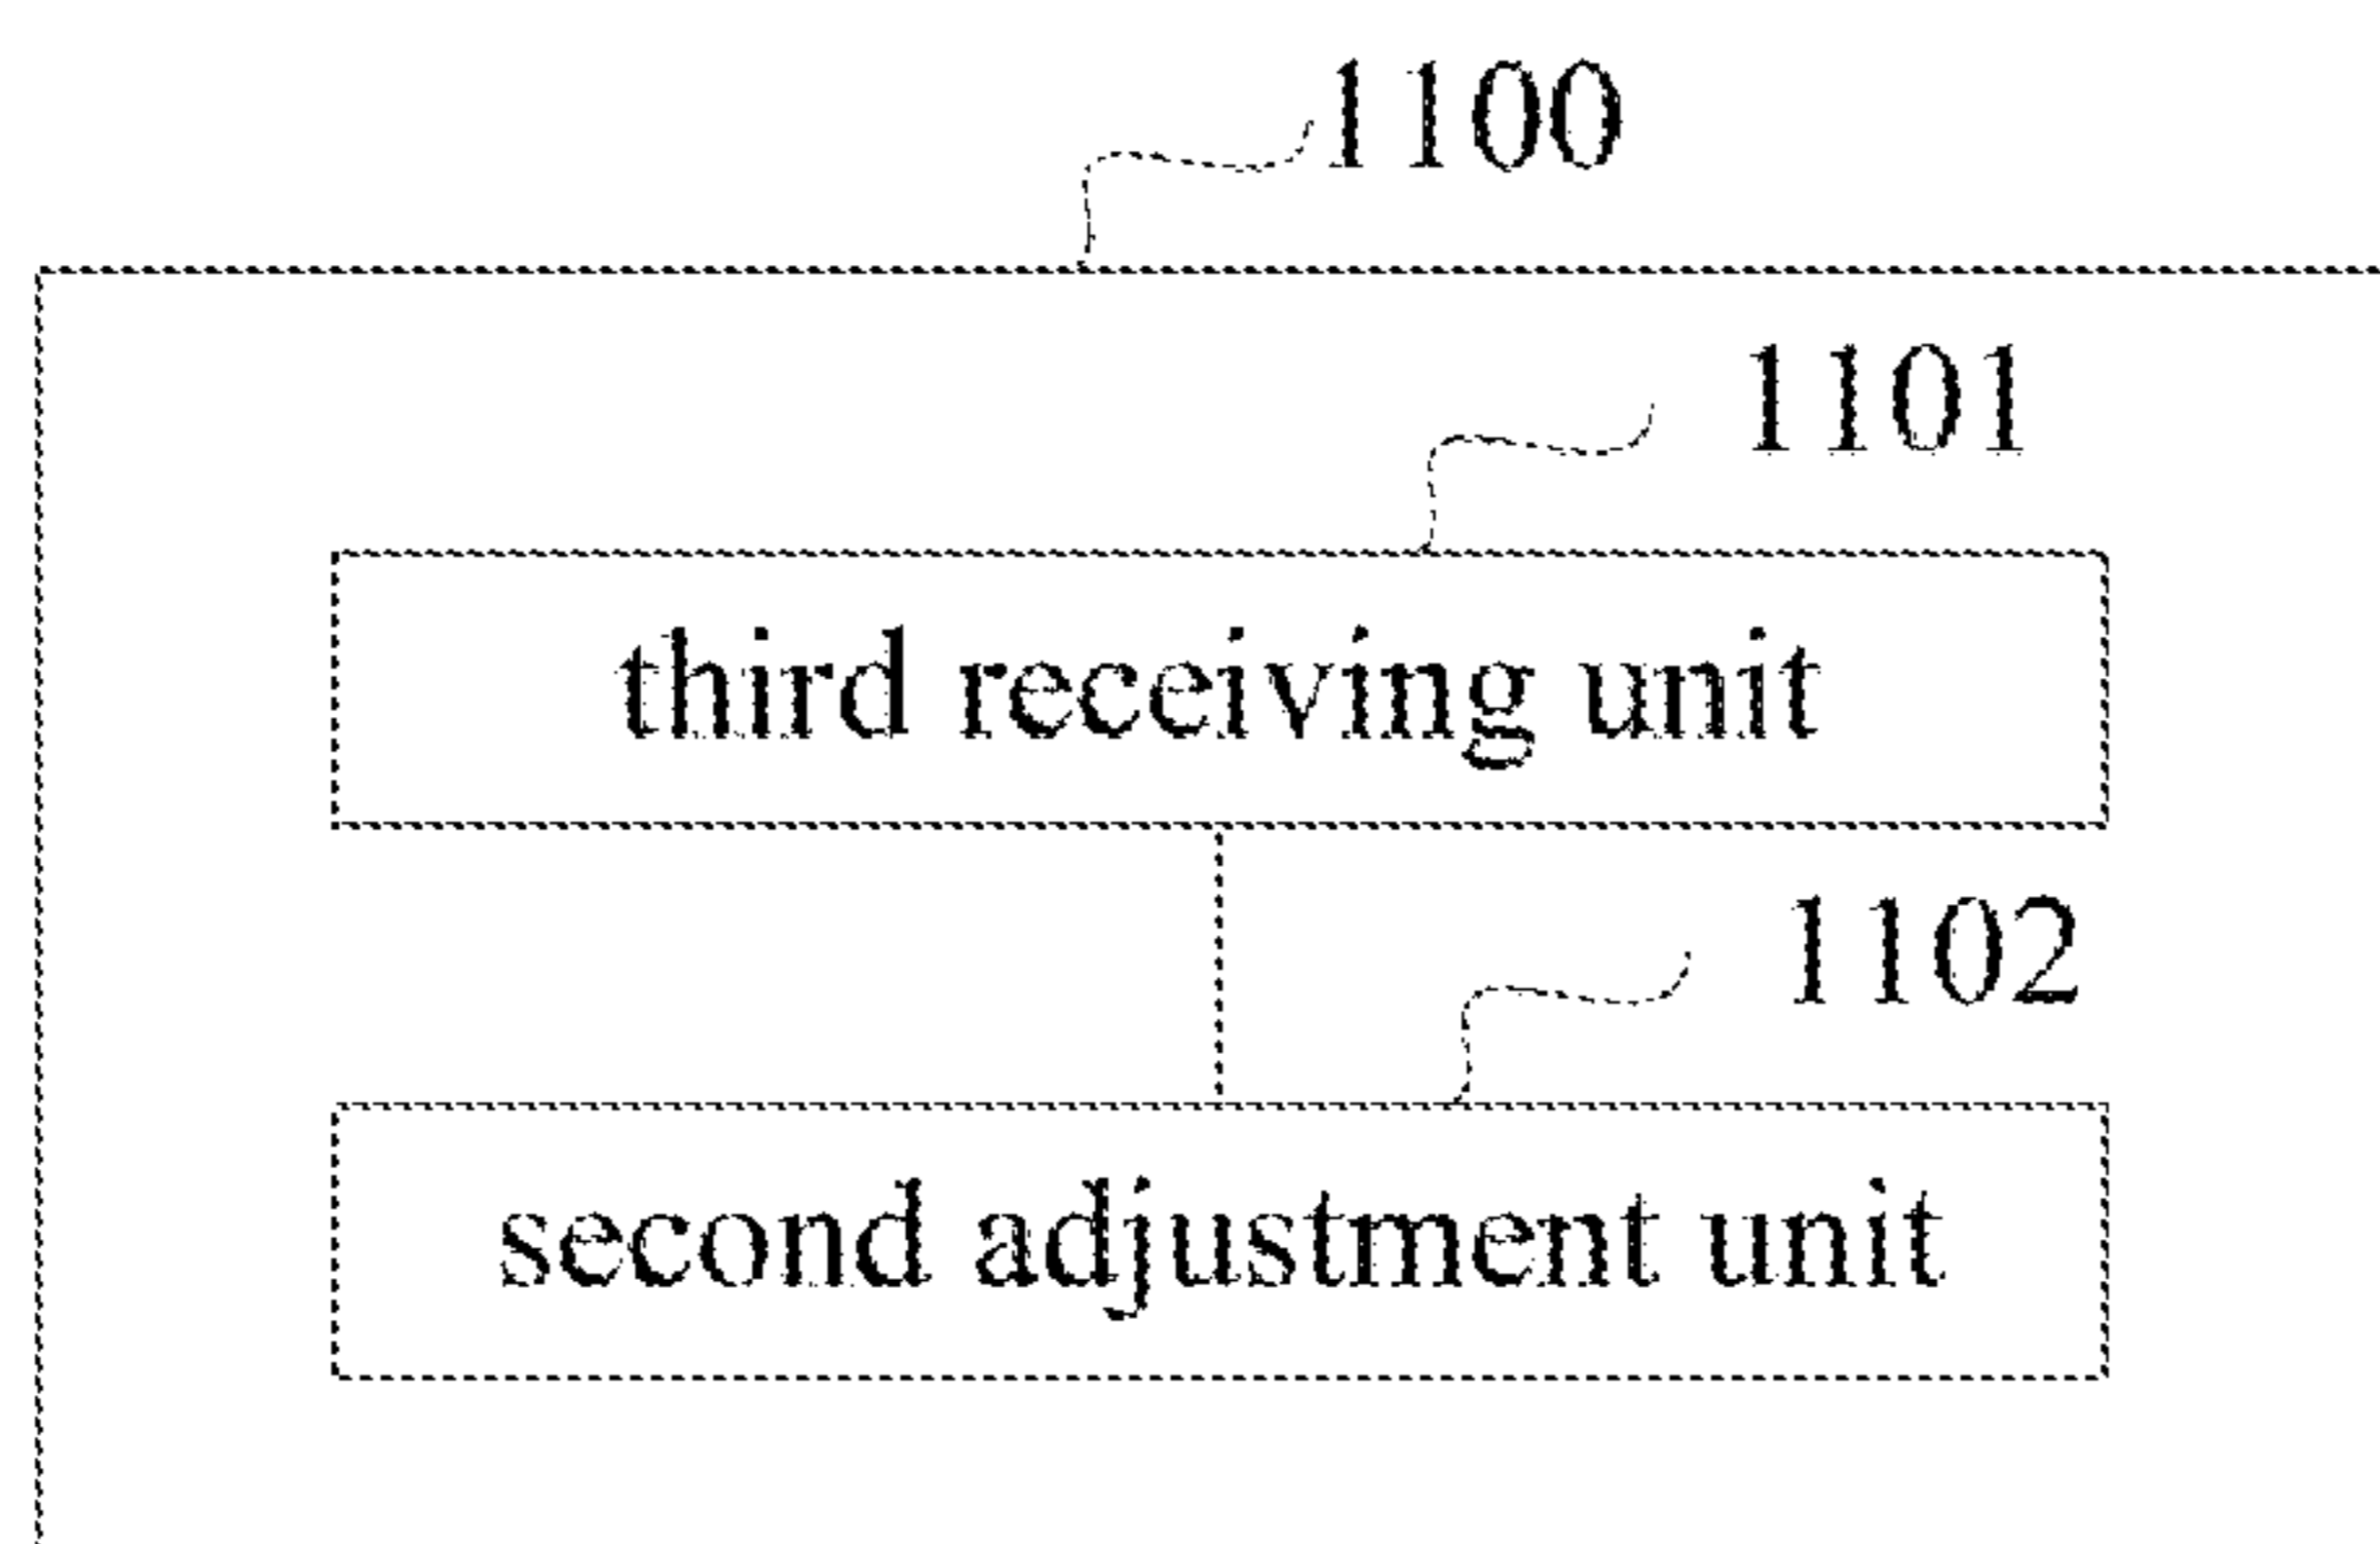 1100
1101
third receiving unit
1102
second adjustment unit